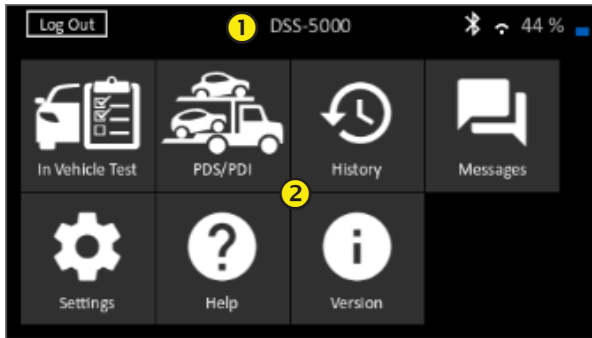 Log Out 1 DSS-5000 44 %
In Vehicle Test PDS/PDI History Messages
2
Settings Help Version